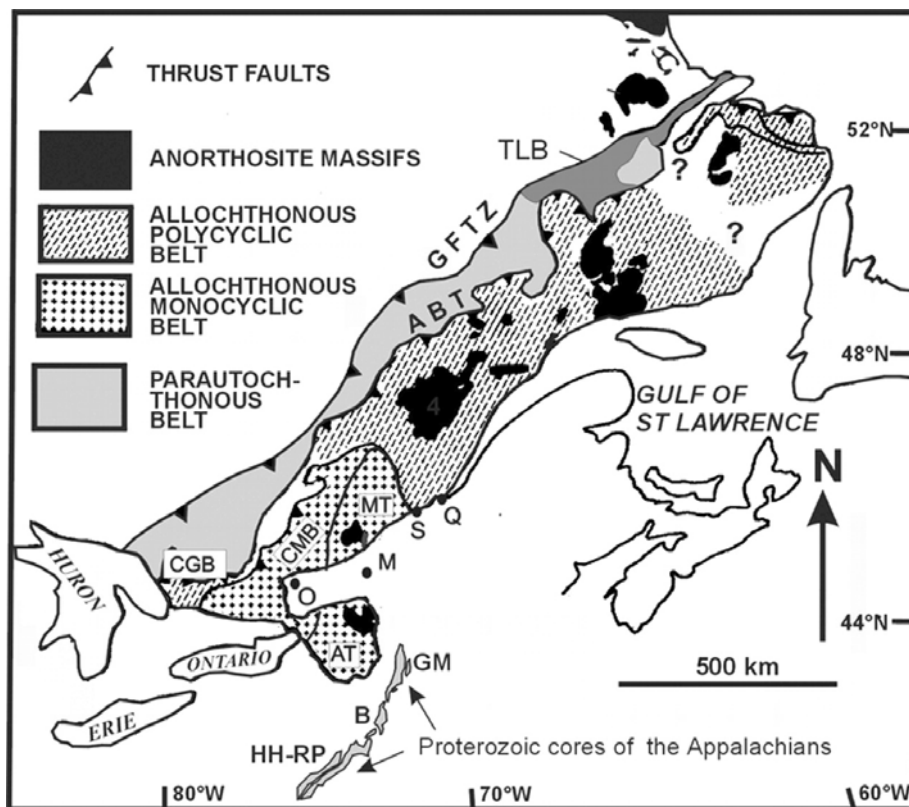 THRUST FAULTS
ANORTHOSITE MASSIFS
ALLOCHTHONOUS
POLYCYCLIC
BELT
ALLOCHTHONOUS
MONOCYCLIC
BELT
PARAUTOCH-
THONOUS
BELT
TLB
52°N
?
?
GFTZ
ABT
48°N
4
GULF OF
ST LAWRENCE
N
MT
S
Q
CMB
HURON
CGB
M
O
44°N
ONTARIO
AT
500 km
GM
ERIE
B
HH-RP
Proterozoic cores of the Appalachians
80°W
70°W
60°W